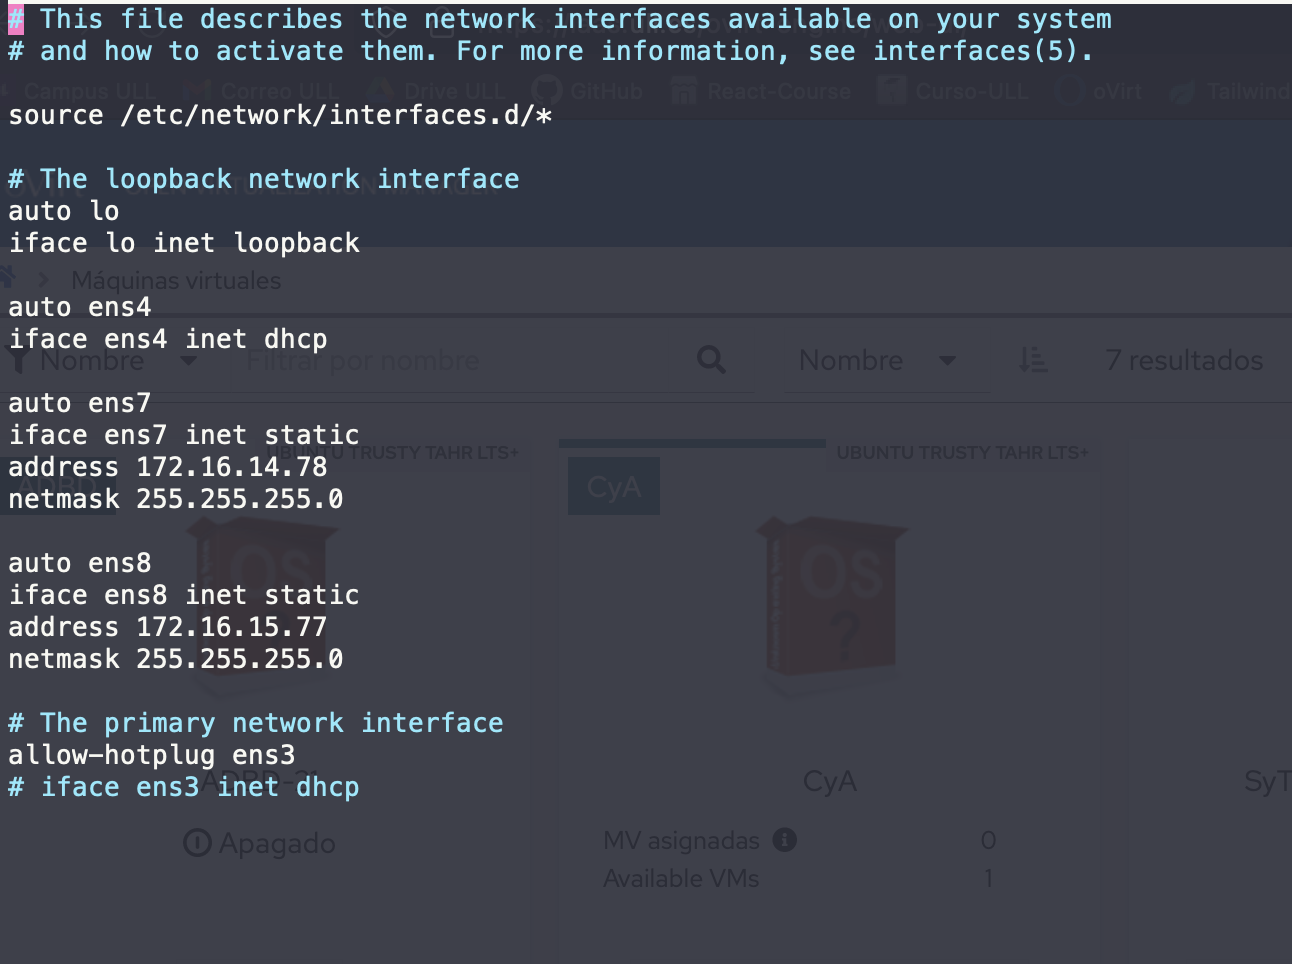 # This file describes the network interfaces available on your system
# and how to activate them. For more information, see interfaces(5).
Campus ULL Correo ULL Drive ULL GitHub React-Course Curso-ULL oVirt Tailwind
source /etc/network/interfaces.d/*
# The loopback network interface
auto lo
iface lo inet loopback
Máquinas virtuales
auto ens4
iface ens4 inet dhcp
Nombre Filtrar por nombre Nombre 7 resultados
auto ens7
iface ens7 inet static
UBUNTU TRUSTY TAHR LTS+ UBUNTU TRUSTY TAHR LTS+
address 172.16.14.78
ADBD CyA
netmask 255.255.255.0
auto ens8
OS OS
iface ens8 inet static
address 172.16.15.77
?
netmask 255.255.255.0
# The primary network interface
allow-hotplug ens3
CyA SyT
# iface ens3 inet dhcp
Apagado MV asignadas 0
Available VMs 1